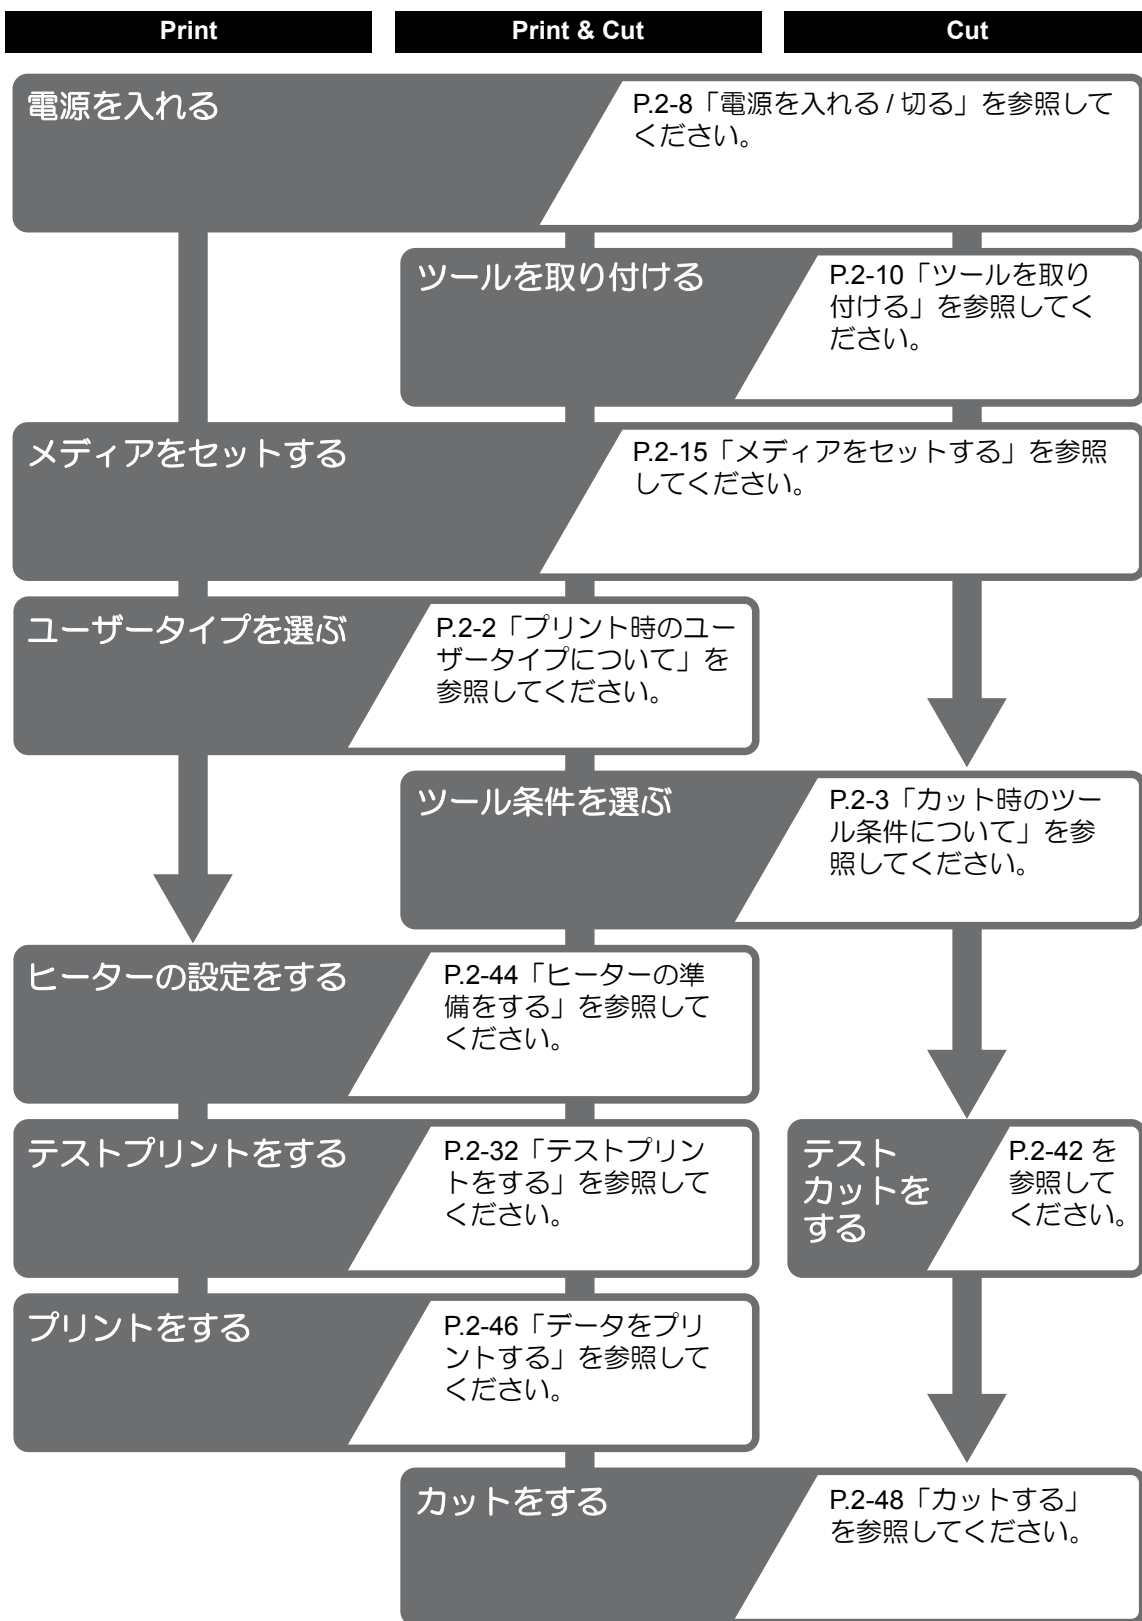 Print
Print & Cut
Cut
電源を入れる
P.2-8「電源を入れる / 切る」を参照して
ください。
ツールを取り付ける
P.2-10「ツールを取り
付ける」を参照してく
ださい。
メディアをセットする
P.2-15「メディアをセットする」を参照
してください。
ユーザータイプを選ぶ
P.2-2「プリント時のユー
ザータイプについて」を
参照してください。
ツール条件を選ぶ
P.2-3「カット時のツー
ル条件について」を参
照してください。
ヒーターの設定をする
P.2-44「ヒーターの準
備をする」を参照して
ください。
テストプリントをする
P.2-32「テストプリン
トをする」を参照して
ください。
テスト
カットを
する
P.2-42 を
参照して
ください。
プリントをする
P.2-46「データをプリ
ントする」を参照して
ください。
カットをする
P.2-48「カットする」
を参照してください。